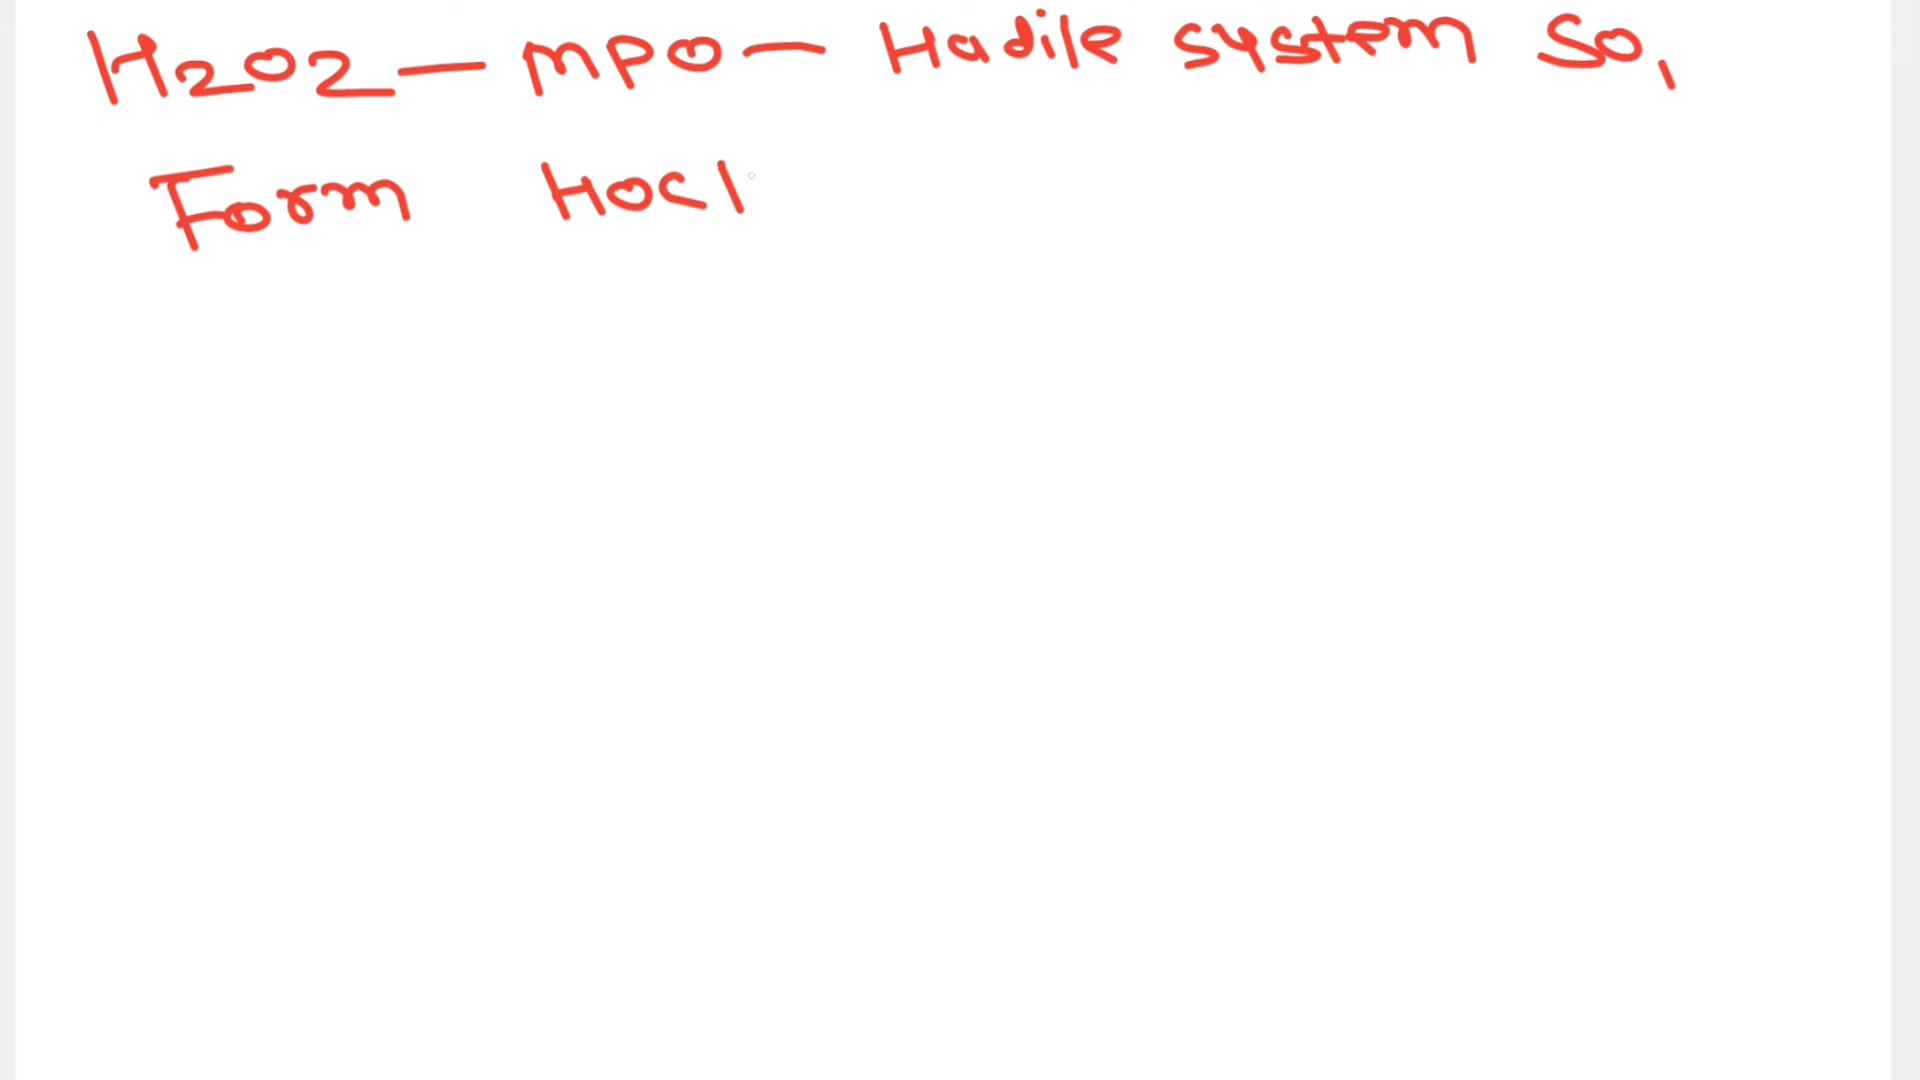 H2O2 — MPO — Hadile system So,
Form HOCl